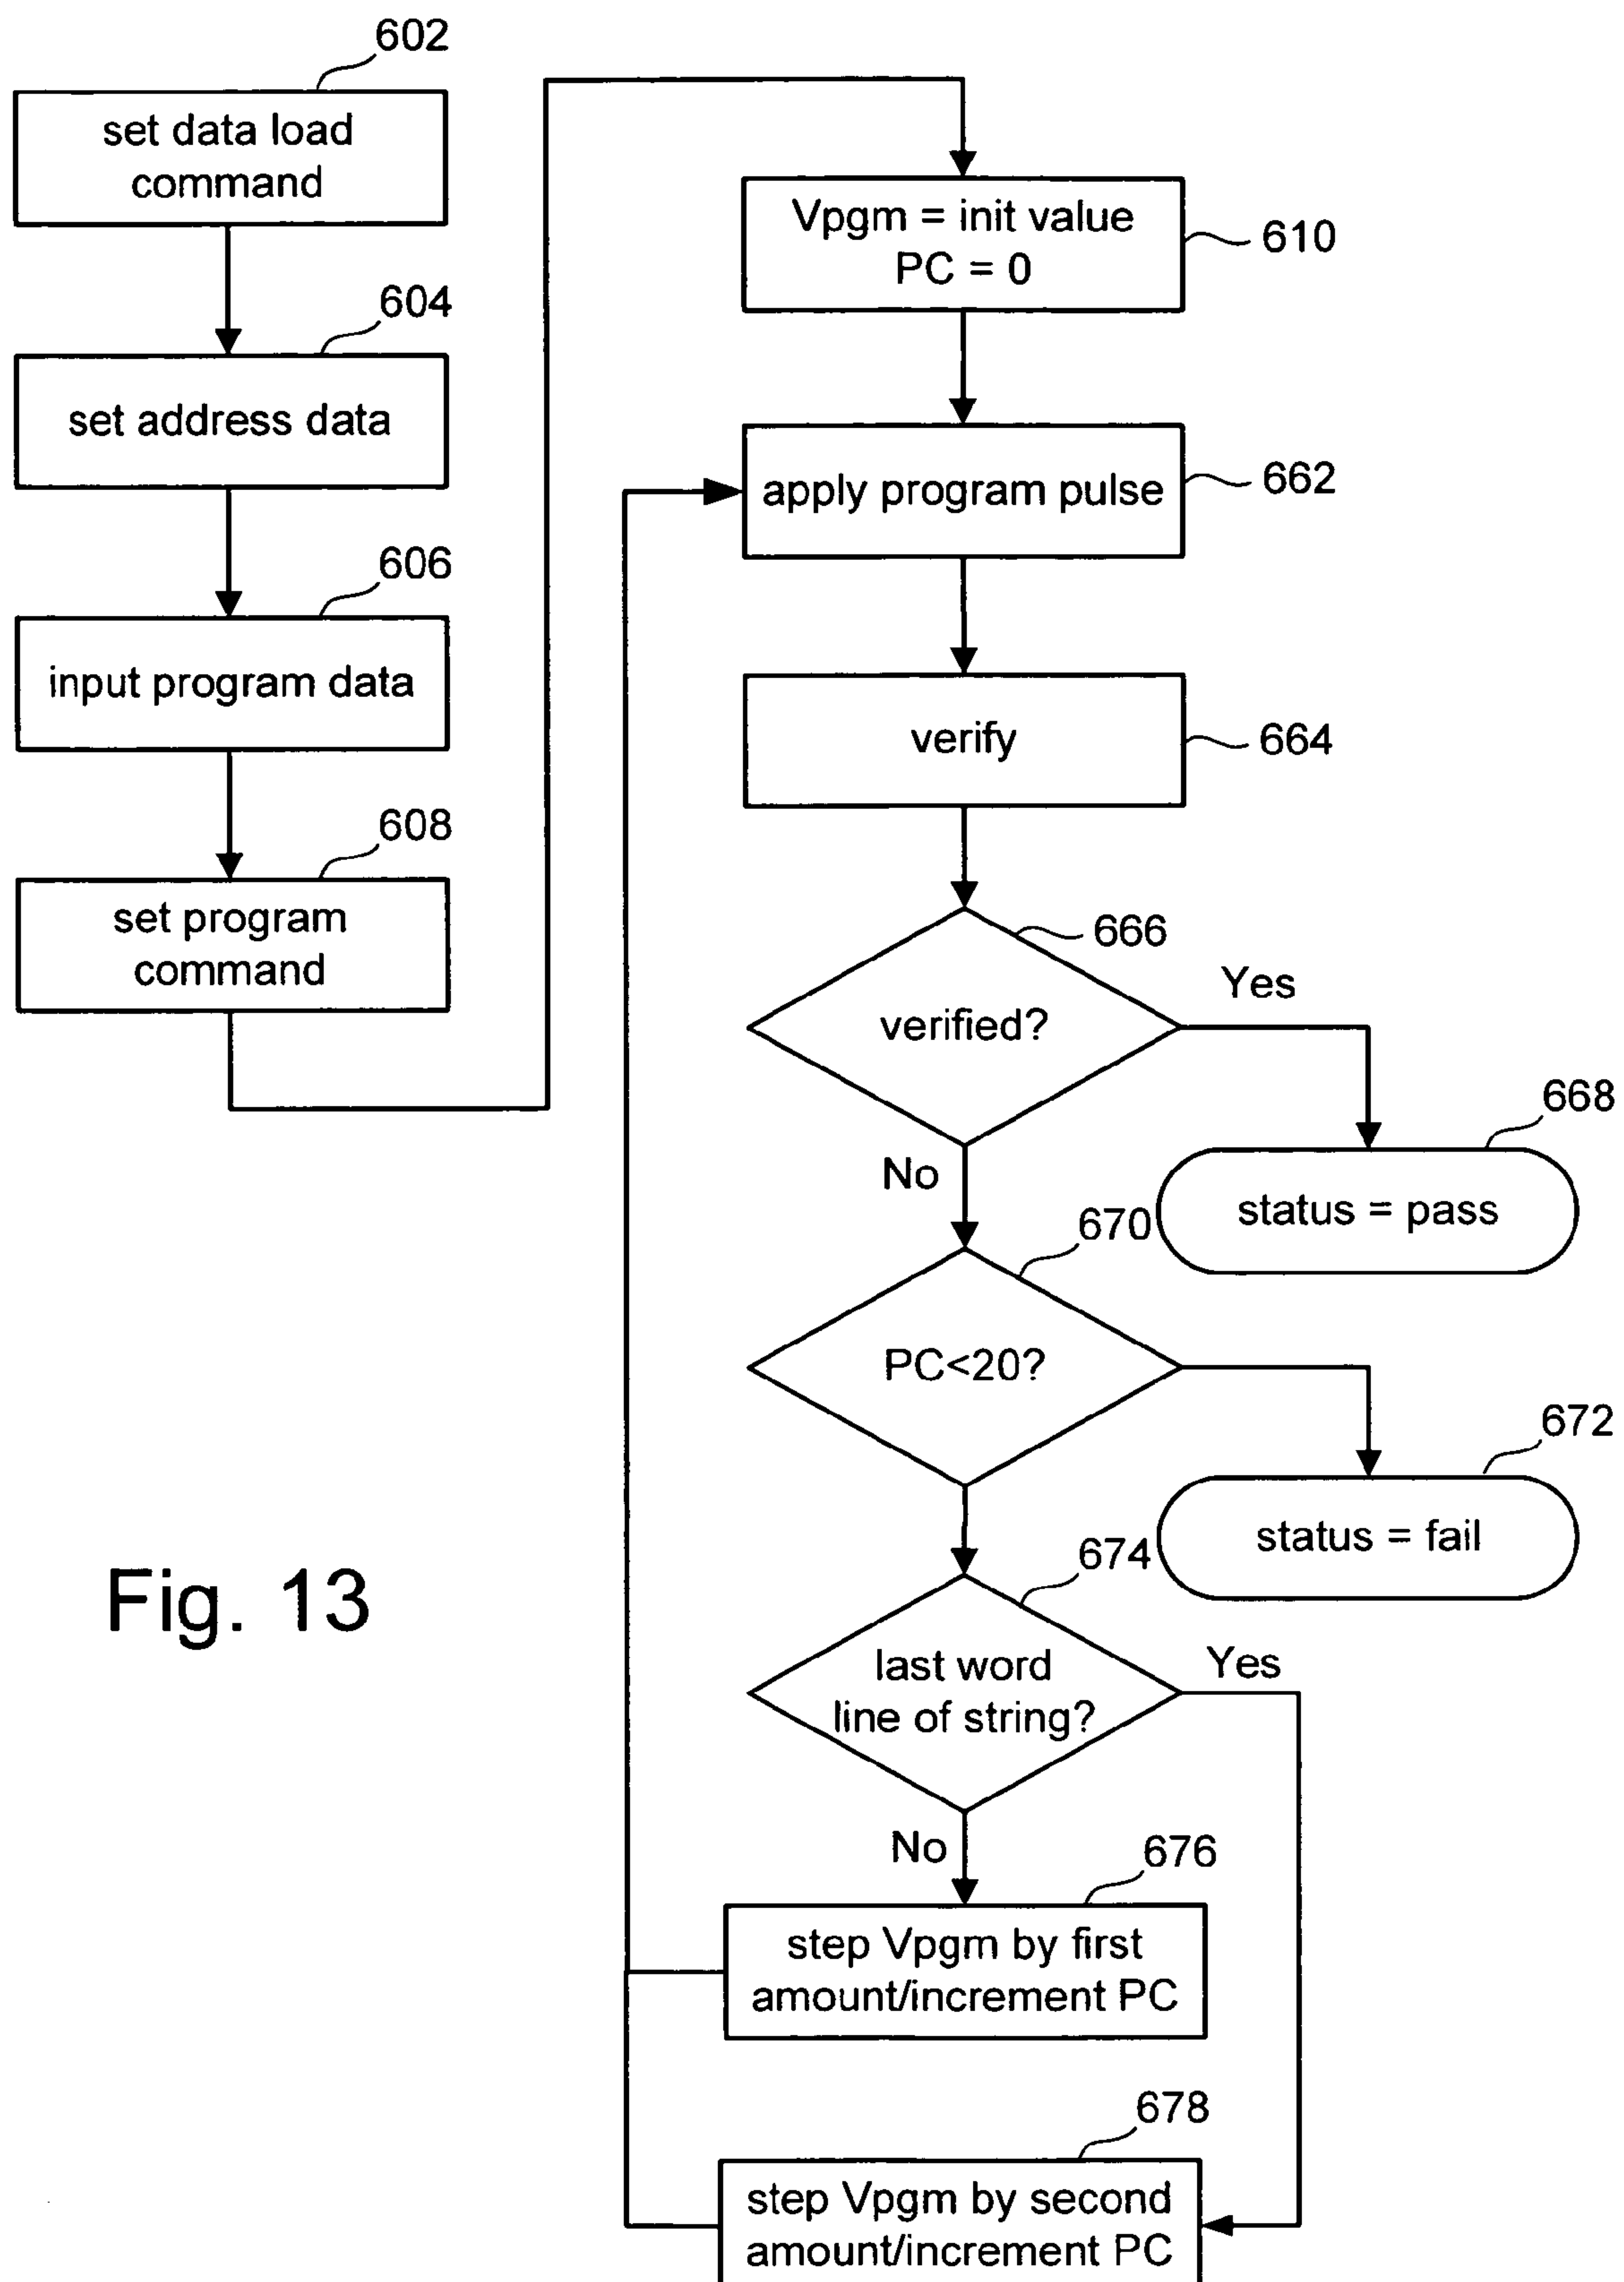 602
set data load
command
604
set address data
606
input program data
608
set program
command
Vpgm = init value
PC = 0
610
apply program pulse
662
verify
664
666
verified?
Yes
668
status = pass
No
670
PC<20?
672
status = fail
674
last word
line of string?
Yes
No
676
step Vpgm by first
amount/increment PC
678
step Vpgm by second
amount/increment PC
Fig. 13